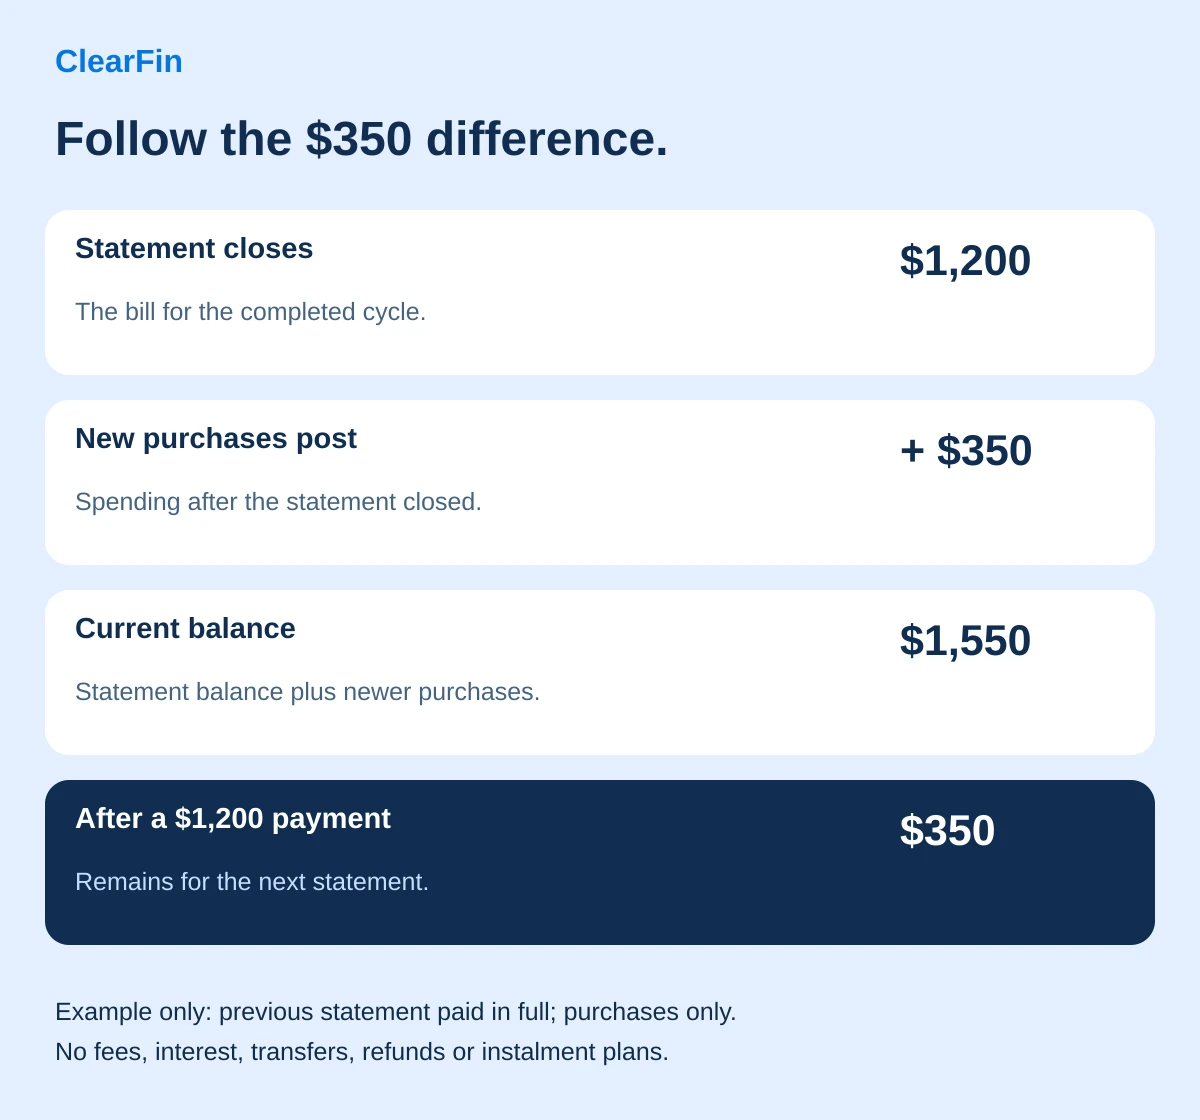 ClearFin
Follow the $350 difference.
Statement closes
$1,200
The bill for the completed cycle.
New purchases post
+ $350
Spending after the statement closed.
Current balance
$1,550
Statement balance plus newer purchases.
After a $1,200 payment
$350
Remains for the next statement.
Example only: previous statement paid in full; purchases only.
No fees, interest, transfers, refunds or instalment plans.